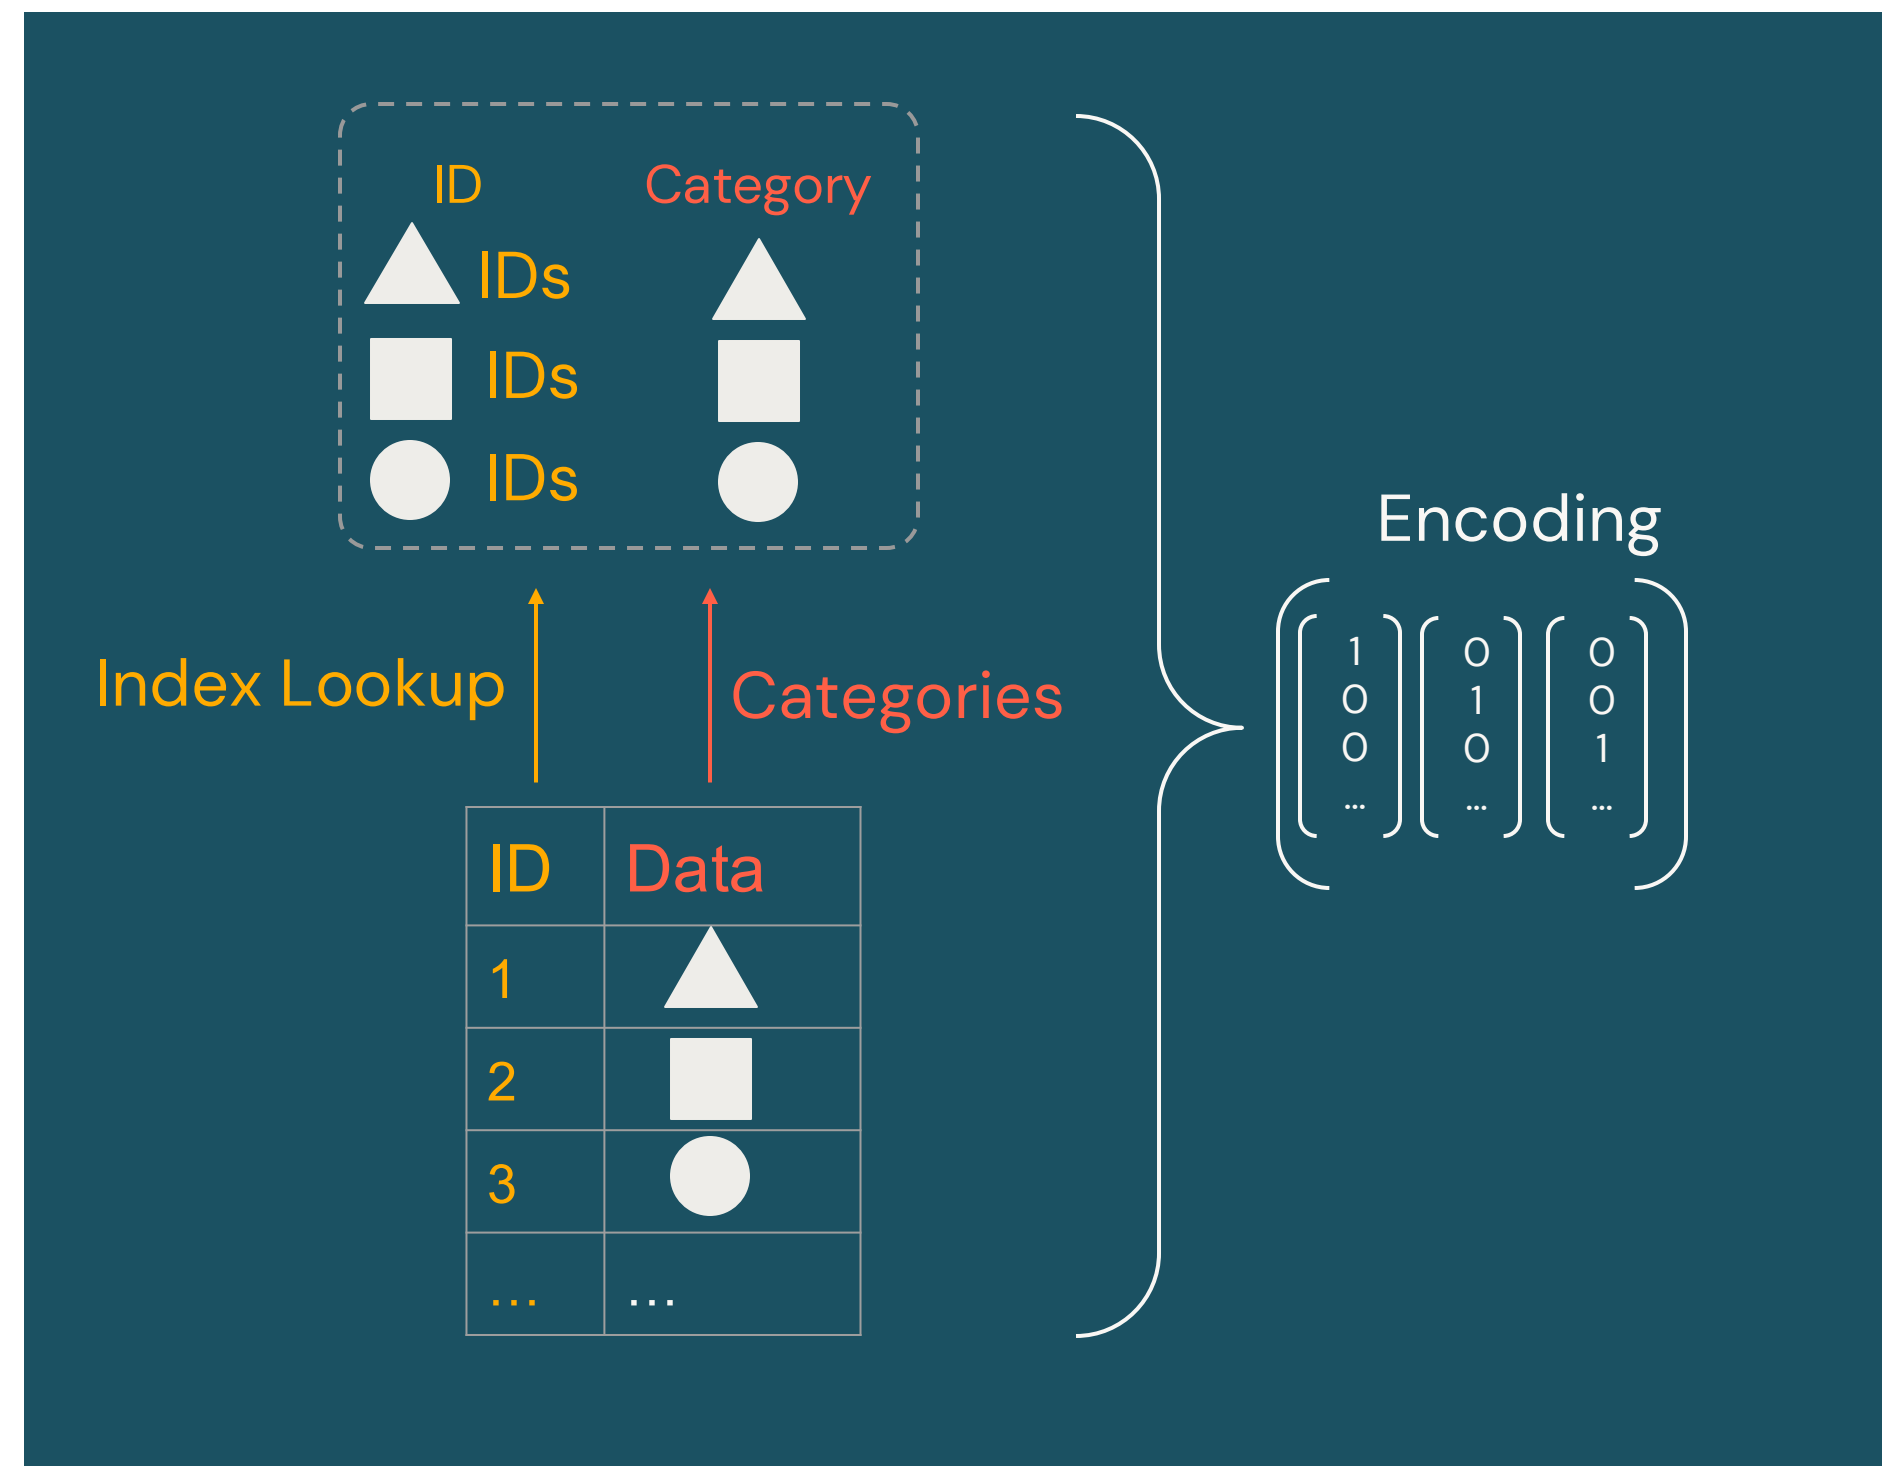 ID Category
IDs
IDs
IDs
Index Lookup
Categories
ID Data
1
2
3
... ...
Encoding
1 0 0
0 1 0
0 0 1
... ... ...